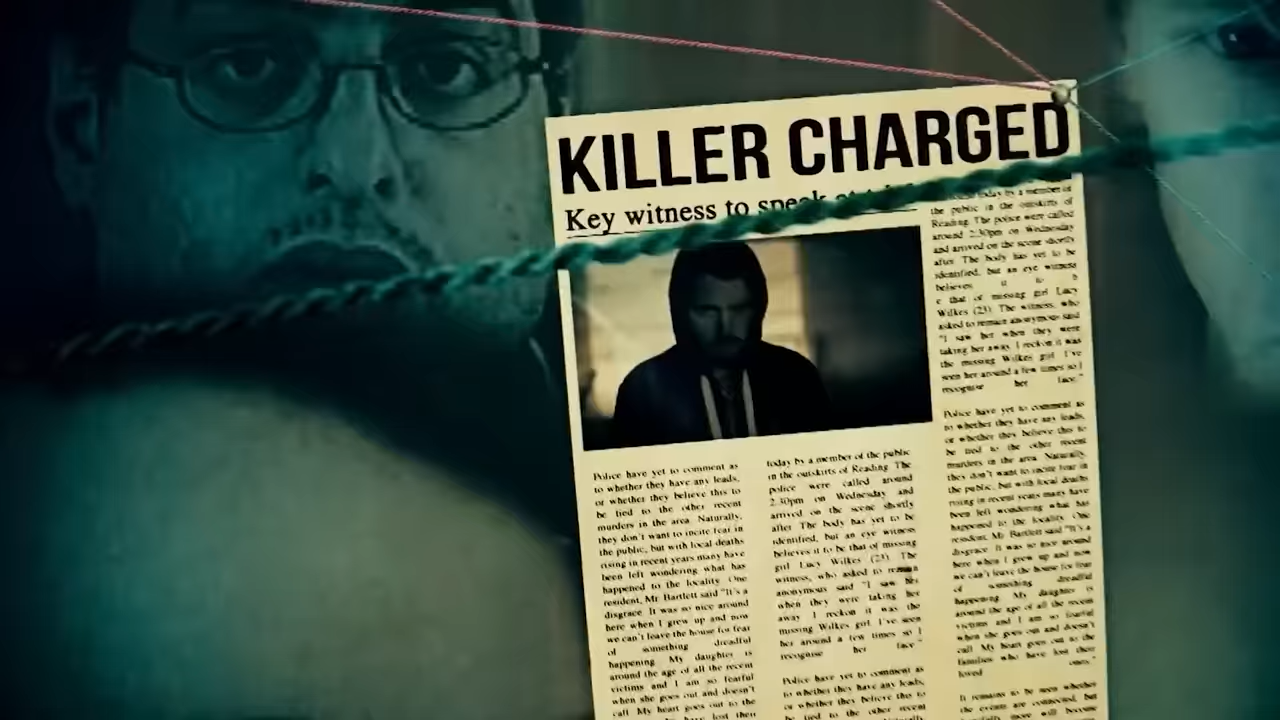 KILLER CHARGED
Key witness to speak at
Police have yet to comment as
to whether they have any leads,
or whether they believe this to
be tied to the other recent
murders in the area. Naturally,
they don't want to incite fear in
the public, but with local deaths
rising in recent years many have
been left wondering what has
happened to the locality. One
resident, Mr Bartlett said "It's a
disgrace. It was so nice around
here when I grew up and now
we can't leave the house for fear
of something dreadful
happening. My daughter is
around the age of all the recent
victims and I am so fearful
when she goes out and doesn't
call. My heart goes out to the
have lost their
today by a member of the public
in the outskirts of Reading. The
police were called around
2:30pm on Wednesday and
arrived on the scene shortly
after. The body has yet to be
identified, but an eye witness
believes it to be that of missing
girl Lucy Wilkes (23). The
witness, who asked to remain
anonymous said "I saw her
when they were taking her
away. I reckon it was the
missing Wilkes girl. I've seen
her around a few times so I
recognise her face."
Police have yet to comment as
to whether they have any leads,
or whether they believe this to
be tied to the other recent
today by a member of
the public in the outskirts of
Reading. The police were called
around 2:30pm on Wednesday
and arrived on the scene shortly
after. The body has yet to be
identified, but an eye witness
believes it to b
e that of missing girl Lucy
Wilkes (23). The witness, who
asked to remain anonymous said
"I saw her when they were
taking her away. I reckon it was
the missing Wilkes girl. I've
seen her around a few times so I
recognise her face."
Police have yet to comment as
to whether they have any leads,
or whether they believe this to
be tied to the other recent
murders in the area. Naturally,
they don't want to incite fear in
the public, but with local deaths
rising in recent years many have
been left wondering what has
happened to the locality. One
resident, Mr Bartlett said "It's a
disgrace. It was so nice around
here when I grew up and now
we can't leave the house for fear
of something dreadful
happening. My daughter is
around the age of all the recent
victims and I am so fearful
when she goes out and doesn't
call. My heart goes out to the
families who have lost their
loved ones."
It remains to be seen whether
the events are connected, but
more will become